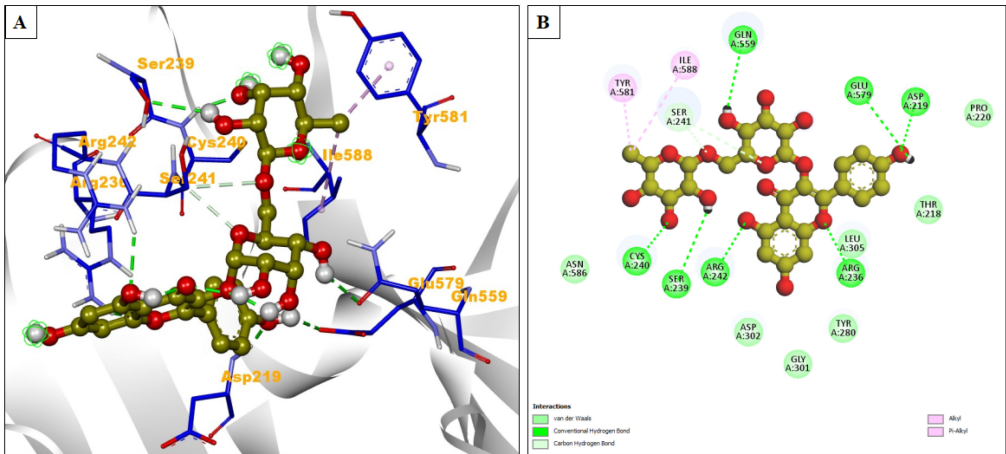 A
Ser239
Tyr581
Arg242
Cys240
Ile588
Arg236
Ser241
Glu579
Gln559
Asp219
B
GLN
A:559
ILE
A:588
TYR
A:581
GLU
A:579
ASP
A:219
PRO
A:220
SER
A:241
THR
A:218
LEU
A:305
ASN
A:586
CYS
A:240
ARG
A:242
ARG
A:236
SER
A:239
ASP
A:302
TYR
A:280
GLY
A:301
Interactions
van der Waals
Conventional Hydrogen Bond
Carbon Hydrogen Bond
Alkyl
Pi-Alkyl